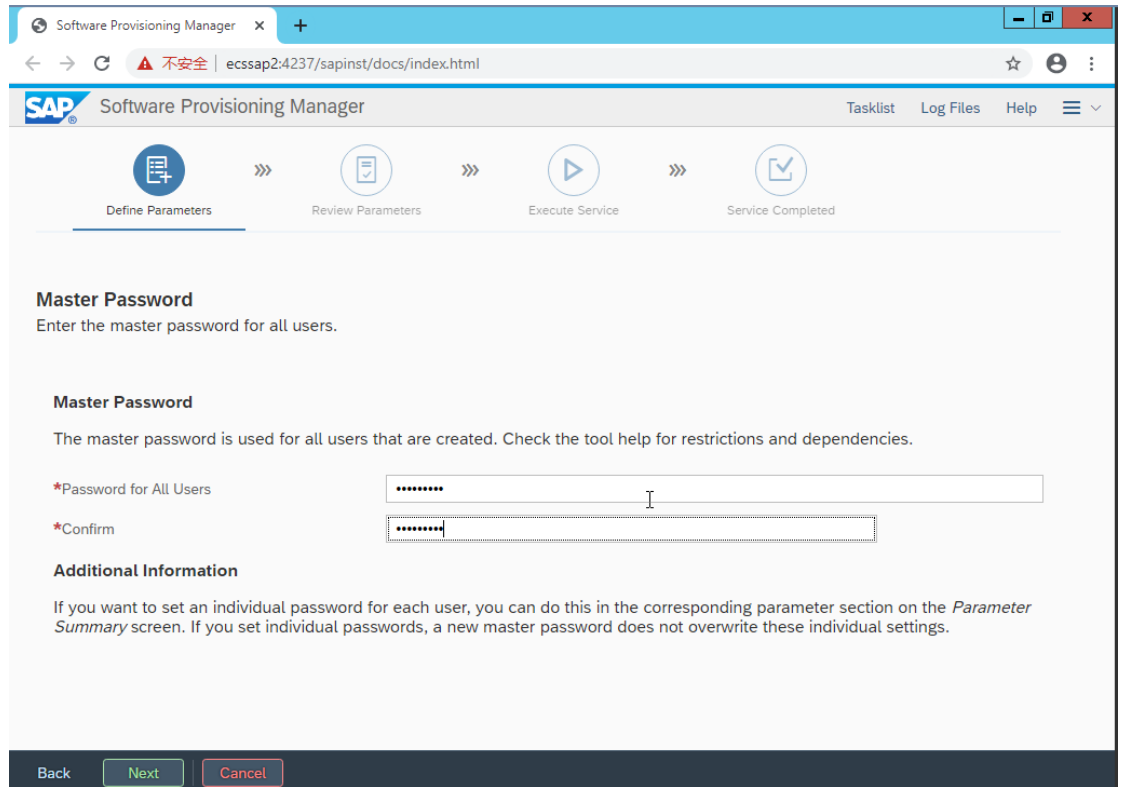 Software Provisioning Manager
不安全 | ecssap2:4237/sapinst/docs/index.html
SAP® Software Provisioning Manager Tasklist Log Files Help
Define Parameters Review Parameters Execute Service Service Completed
Master Password
Enter the master password for all users.
Master Password
The master password is used for all users that are created. Check the tool help for restrictions and dependencies.
*Password for All Users •••••••••
*Confirm •••••••••
Additional Information
If you want to set an individual password for each user, you can do this in the corresponding parameter section on the Parameter
Summary screen. If you set individual passwords, a new master password does not overwrite these individual settings.
Back Next Cancel